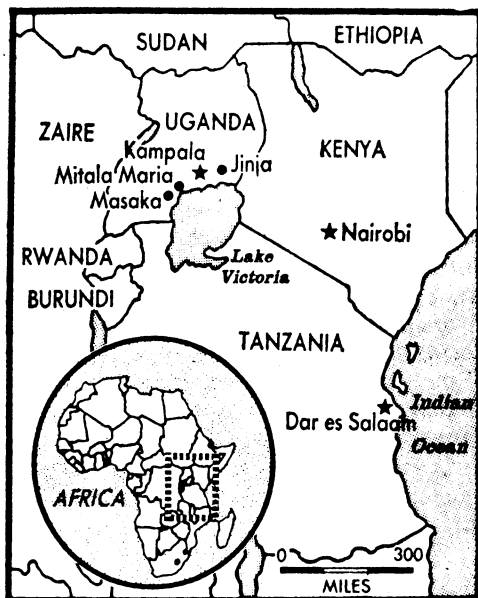 SUDAN
ETHIOPIA
ZAIRE
UGANDA
KENYA
Kampala
Jinja
Mitala Maria
Masaka
Nairobi
RWANDA
Lake
Victoria
BURUNDI
TANZANIA
Dar es Salaam
Indian
Ocean
AFRICA
0 300
MILES